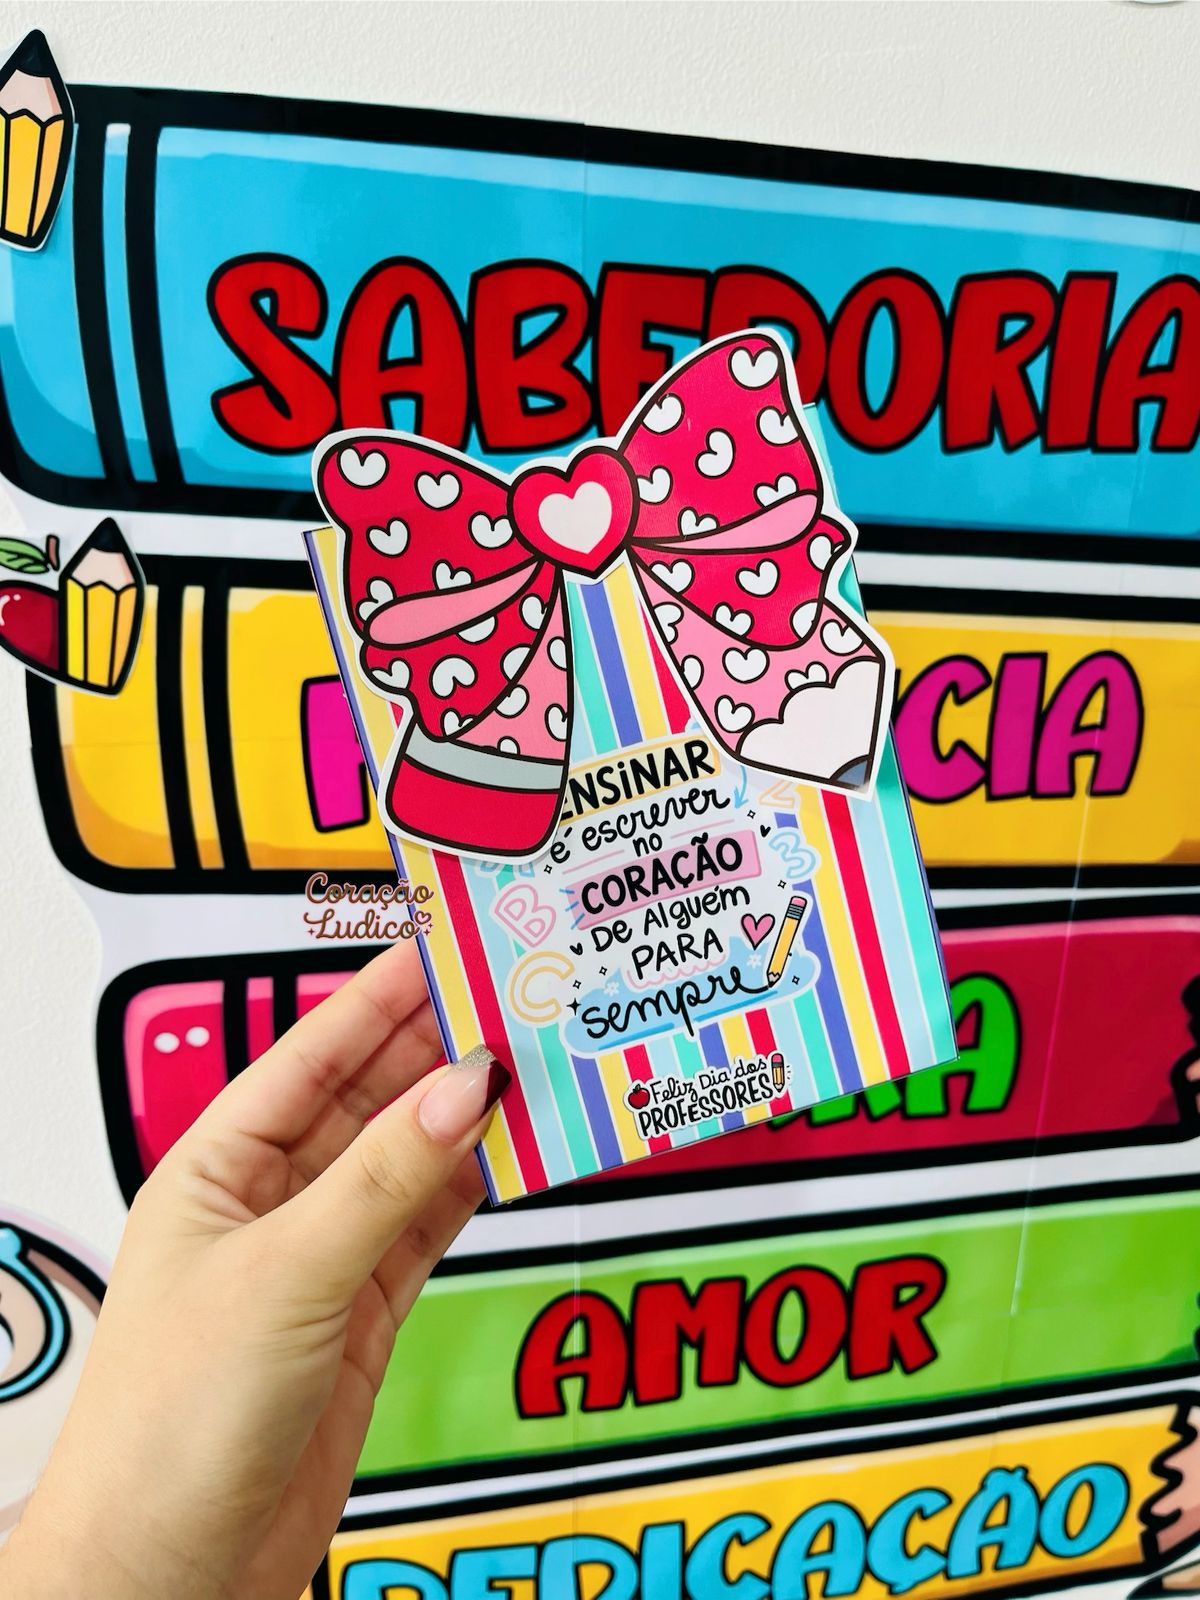 SABEDORIA
CIA
ENSiNAR
é escrever
no
CORAÇÃO
DE AlguéM
PARA
sempre
B
C
2
3
Feliz Dia dos
PROFESSORES
Coração
Ludico
AMOR
DEDICAÇÃO